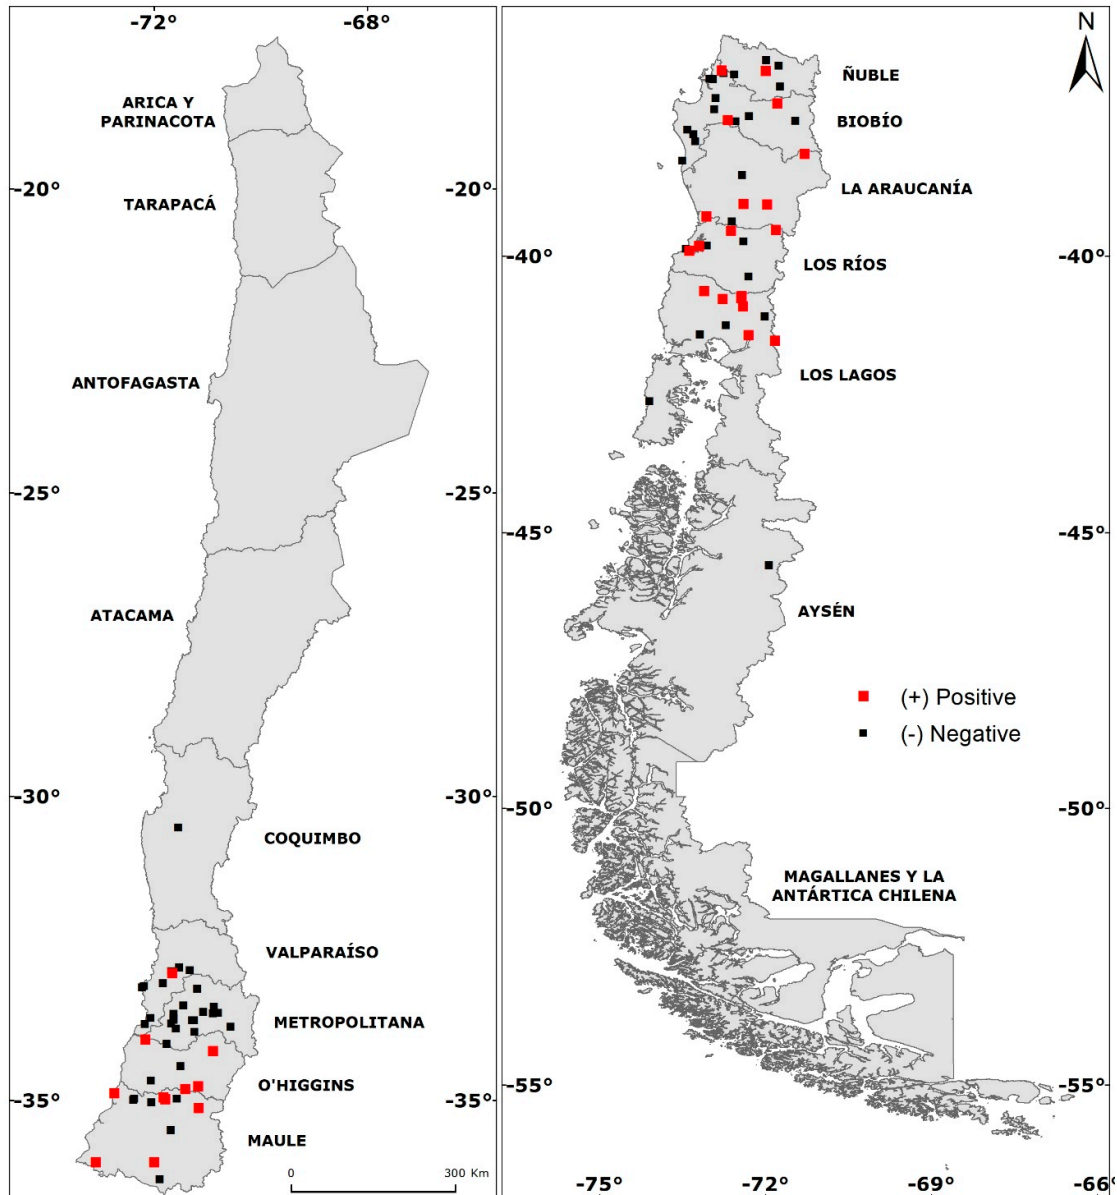 -72°
-68°
ARICA Y
PARINACOTA
-20°
-20°
TARAPACÁ
ANTOFAGASTA
-25°
-25°
ATACAMA
-30°
-30°
COQUIMBO
VALPARAÍSO
METROPOLITANA
O'HIGGINS
-35°
-35°
MAULE
0
300 Km
N
ÑUBLE
BIOBÍO
LA ARAUCANÍA
-40°
-40°
LOS RÍOS
LOS LAGOS
-45°
-45°
AYSÉN
(+) Positive
(-) Negative
-50°
-50°
MAGALLANES Y LA
ANTÁRTICA CHILENA
-55°
-55°
-75°
-72°
-69°
-66°